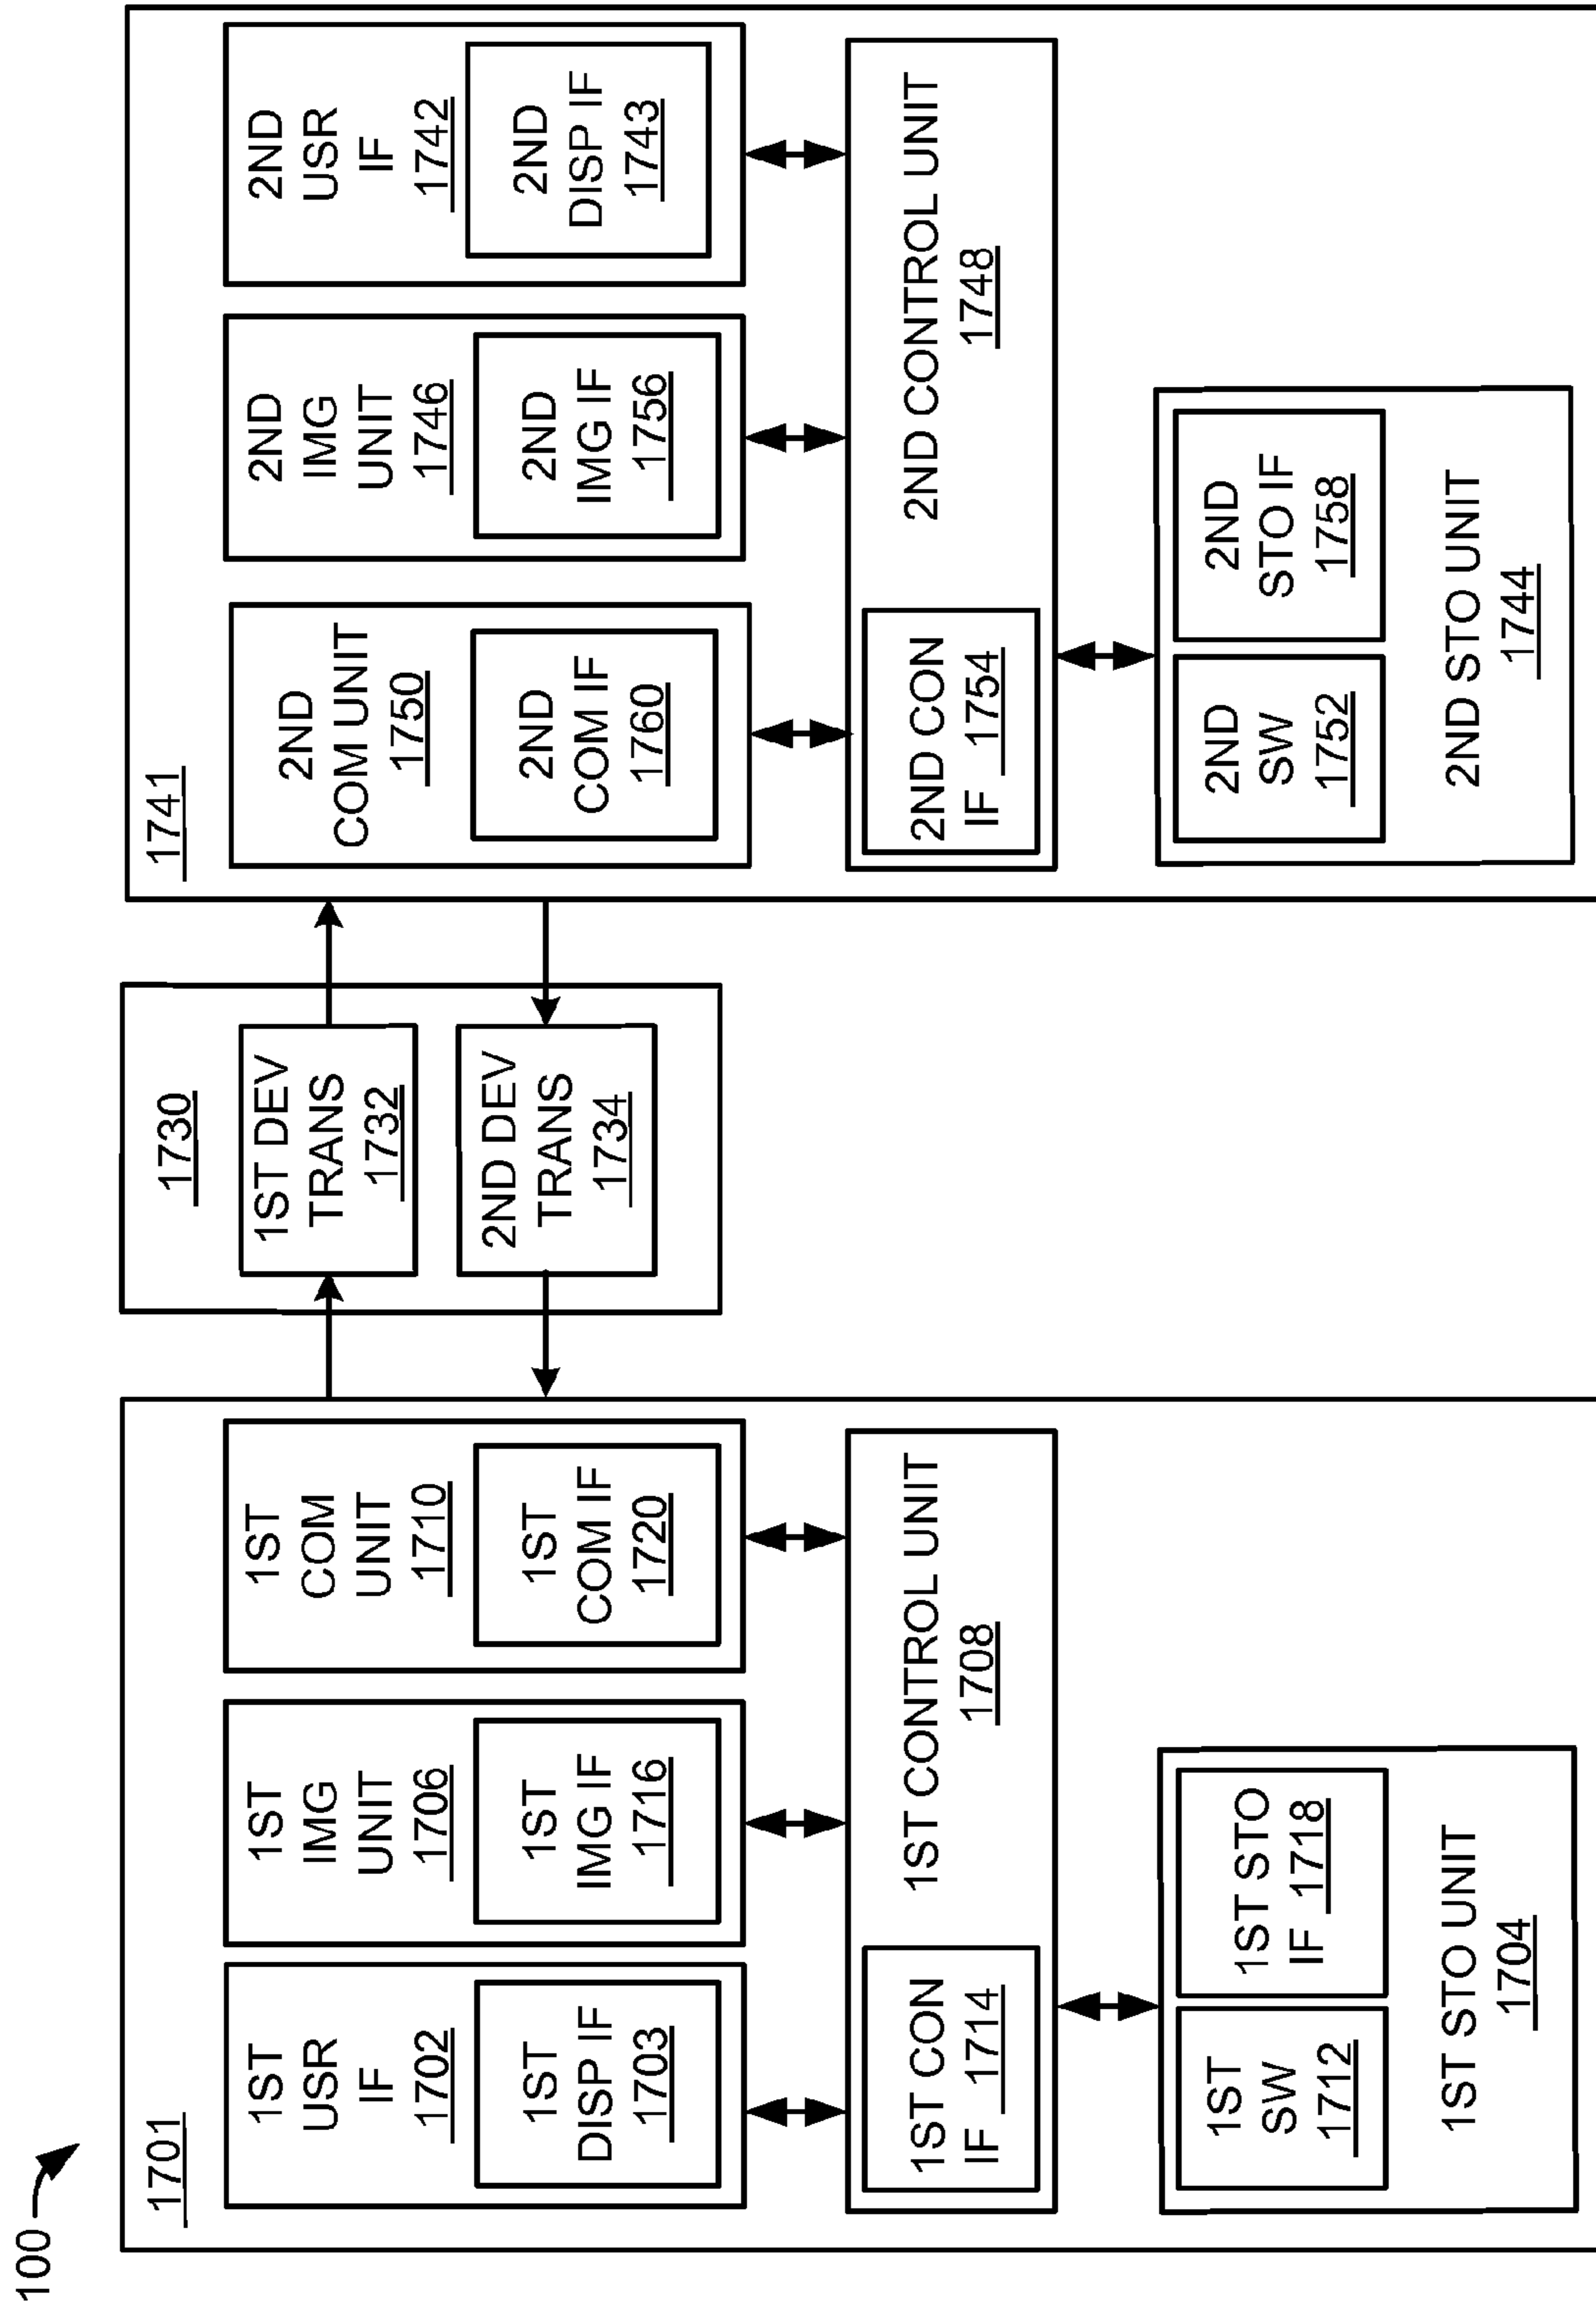 100
1701
1ST
USR
IF
1702
1ST
DISP IF
1703
1ST
IMG
UNIT
1706
1ST
IMG IF
1716
1ST
COM
UNIT
1710
1ST
COM IF
1720
1ST CONTROL UNIT
1708
1ST CON
IF 1714
1ST
SW
1712
1ST STO
IF 1718
1ST STO UNIT
1704
1730
1ST DEV
TRANS
1732
2ND DEV
TRANS
1734
1741
2ND
COM UNIT
1750
2ND
COM IF
1760
2ND
IMG
UNIT
1746
2ND
IMG IF
1756
2ND
USR
IF
1742
2ND
DISP IF
1743
2ND CONTROL UNIT
1748
2ND CON
IF 1754
2ND
SW
1752
2ND
STO IF
1758
2ND STO UNIT
1744